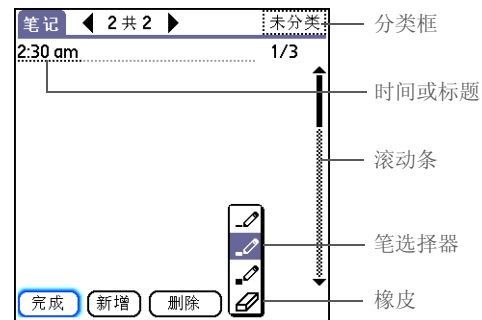 笔记 2 共 2 未分类 分类框
2:30 am 1/3
时间或标题
滚动条
笔选择器
完成 新增 删除 橡皮